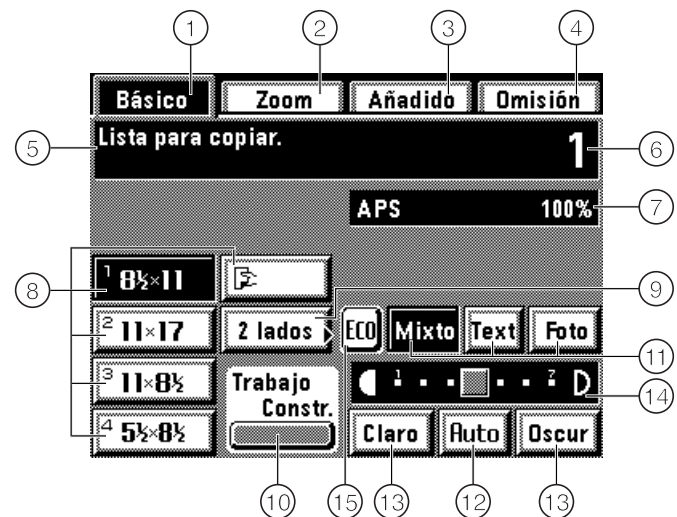 1 2 3 4
Básico Zoom Añadido Omisión
5 Lista para copiar. 1 6
APS 100% 7
8 1 8½×11
2 11×17 2 lados ECO Mixto Text Foto 9
11
3 11×8½ Trabajo Constr. 1 7 14
4 5½×8½ Claro Auto Oscur
10 15 13 12 13